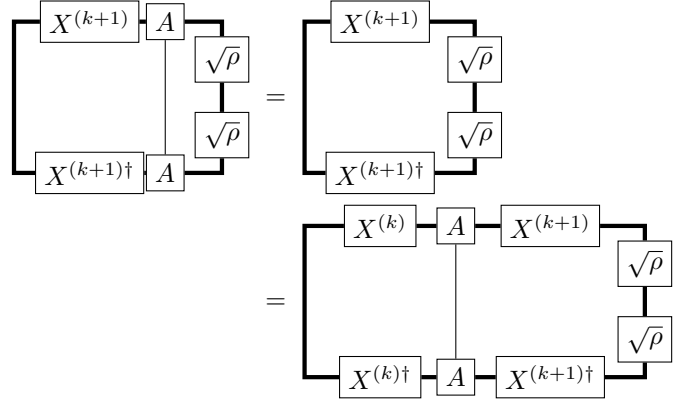 X^{(k+1)} A √ρ √ρ X^{(k+1)†} A = X^{(k+1)} √ρ √ρ X^{(k+1)†}
= X^{(k)} A X^{(k+1)} √ρ √ρ X^{(k)†} A X^{(k+1)†}